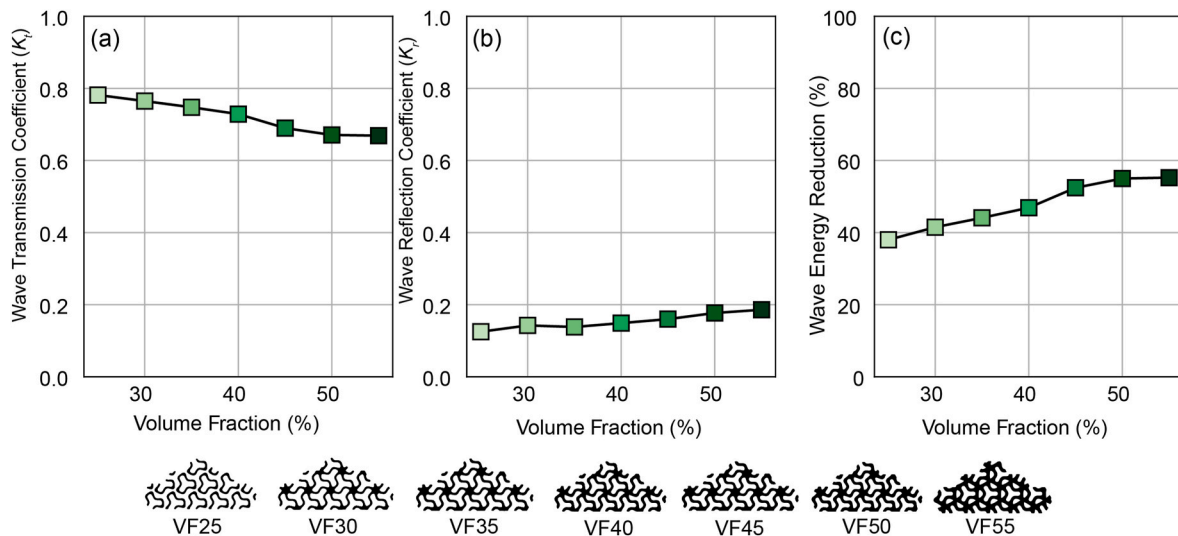 Wave Transmission Coefficient (Kt)
(a)
1.0
0.8
0.6
0.4
0.2
0.0
30 40 50
Volume Fraction (%)
Wave Reflection Coefficient (Kr)
(b)
1.0
0.8
0.6
0.4
0.2
0.0
30 40 50
Volume Fraction (%)
Wave Energy Reduction (%)
(c)
100
80
60
40
20
0
30 40 50
Volume Fraction (%)
VF25 VF30 VF35 VF40 VF45 VF50 VF55